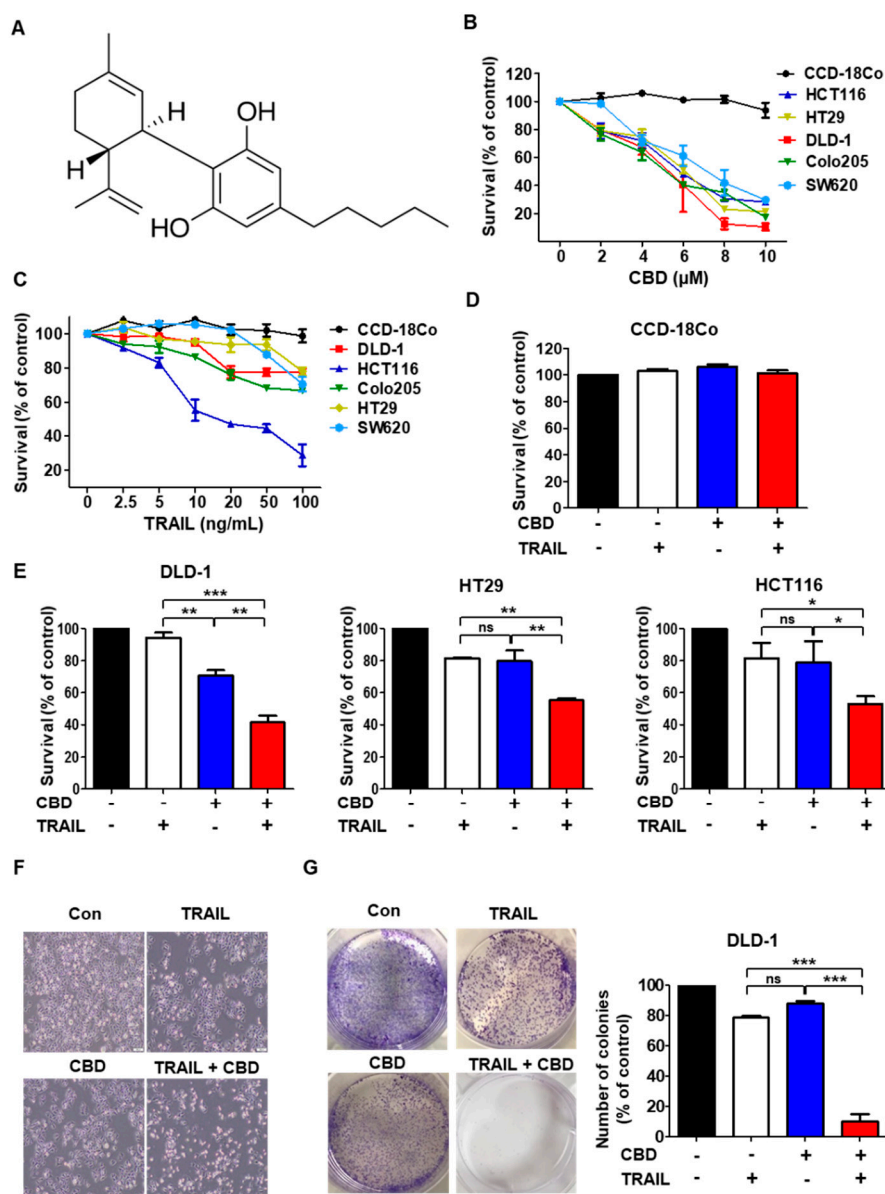 A
H
OH
H
HO
B
Survival (% of control)
120
100
80
60
40
20
0 2 4 6 8 10
CBD (µM)
CCD-18Co
HCT116
HT29
DLD-1
Colo205
SW620
C
Survival (% of control)
100
80
60
40
20
0 2.5 5 10 20 50 100
TRAIL (ng/mL)
CCD-18Co
DLD-1
HCT116
Colo205
HT29
SW620
D
CCD-18Co
Survival (% of control)
120
100
80
60
40
20
0
CBD - - + +
TRAIL - + - +
E
DLD-1
***
** **
Survival (% of control)
100
80
60
40
20
0
CBD - - + +
TRAIL - + - +
HT29
**
ns **
Survival (% of control)
100
80
60
40
20
0
CBD - - + +
TRAIL - + - +
HCT116
*
ns *
Survival (% of control)
100
80
60
40
20
0
CBD - - + +
TRAIL - + - +
F
Con TRAIL
CBD TRAIL + CBD
G
Con TRAIL
CBD TRAIL + CBD
DLD-1
***
ns ***
Number of colonies
(% of control)
100
80
60
40
20
0
CBD - - + +
TRAIL - + - +